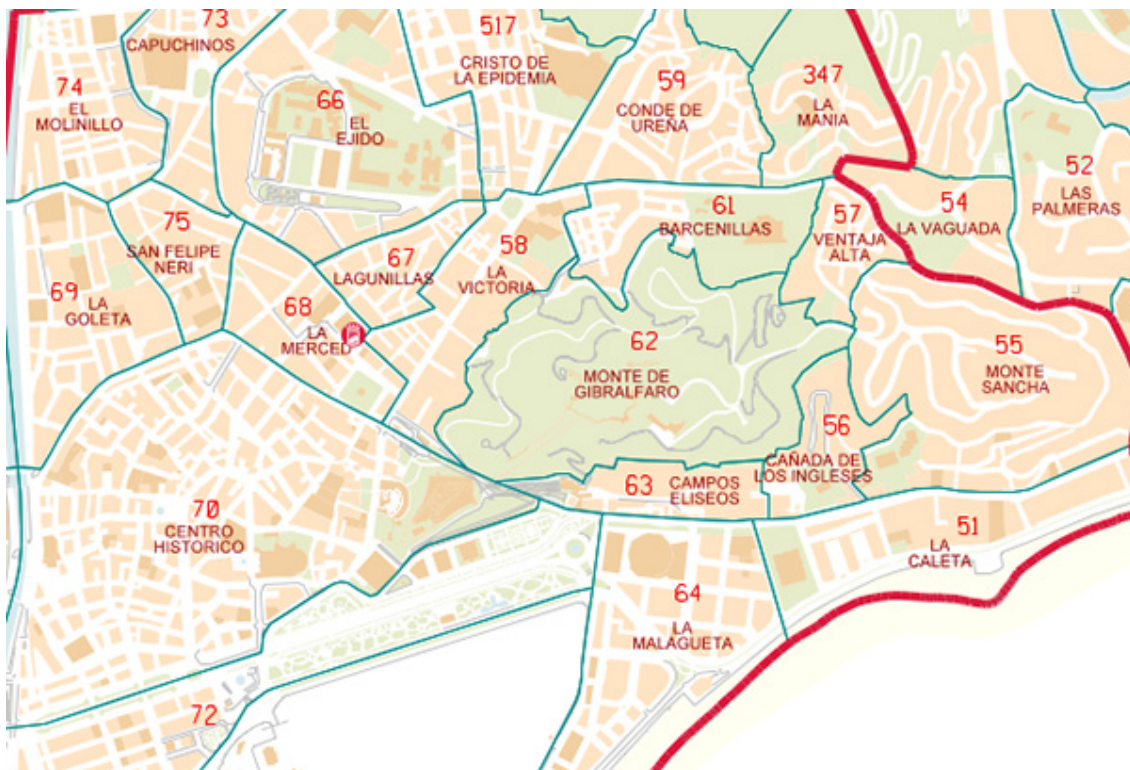 73
CAPUCHINOS
517
CRISTO DE
LA EPIDEMIA
59
CONDE DE
UREÑA
347
LA
MANIA
74
EL
MOLINILLO
66
EL
EJIDO
52
LAS
PALMERAS
75
SAN FELIPE
NERI
67
LAGUNILLAS
58
LA
VICTORIA
61
BARCENILLAS
57
VENTAJA
ALTA
54
LA VAGUADA
69
LA
GOLETA
68
LA
MERCED
62
MONTE DE
GIBRALFARO
55
MONTE
SANCHA
56
CAÑADA DE
LOS INGLESES
63
CAMPOS
ELISEOS
70
CENTRO
HISTORICO
51
LA
CALETA
64
LA
MALAGUETA
72